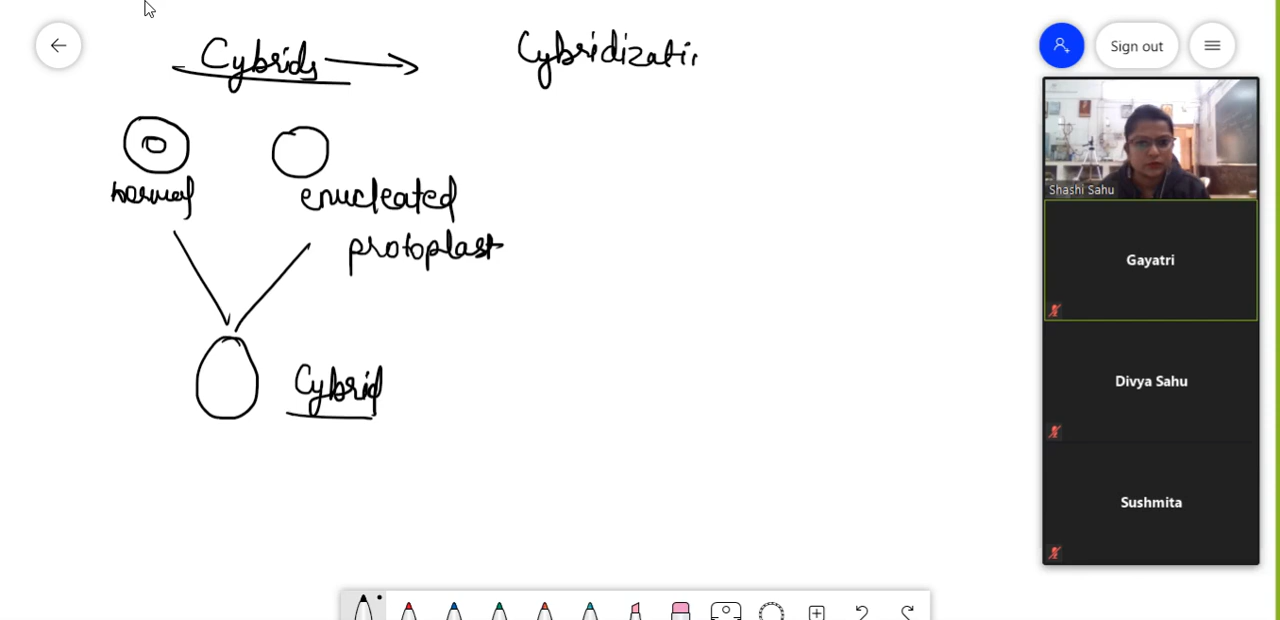 Cybrids
Cybridizati
Sign out
normal
enucleated
protoplast
Cybrid
Shashi Sahu
Gayatri
Divya Sahu
Sushmita